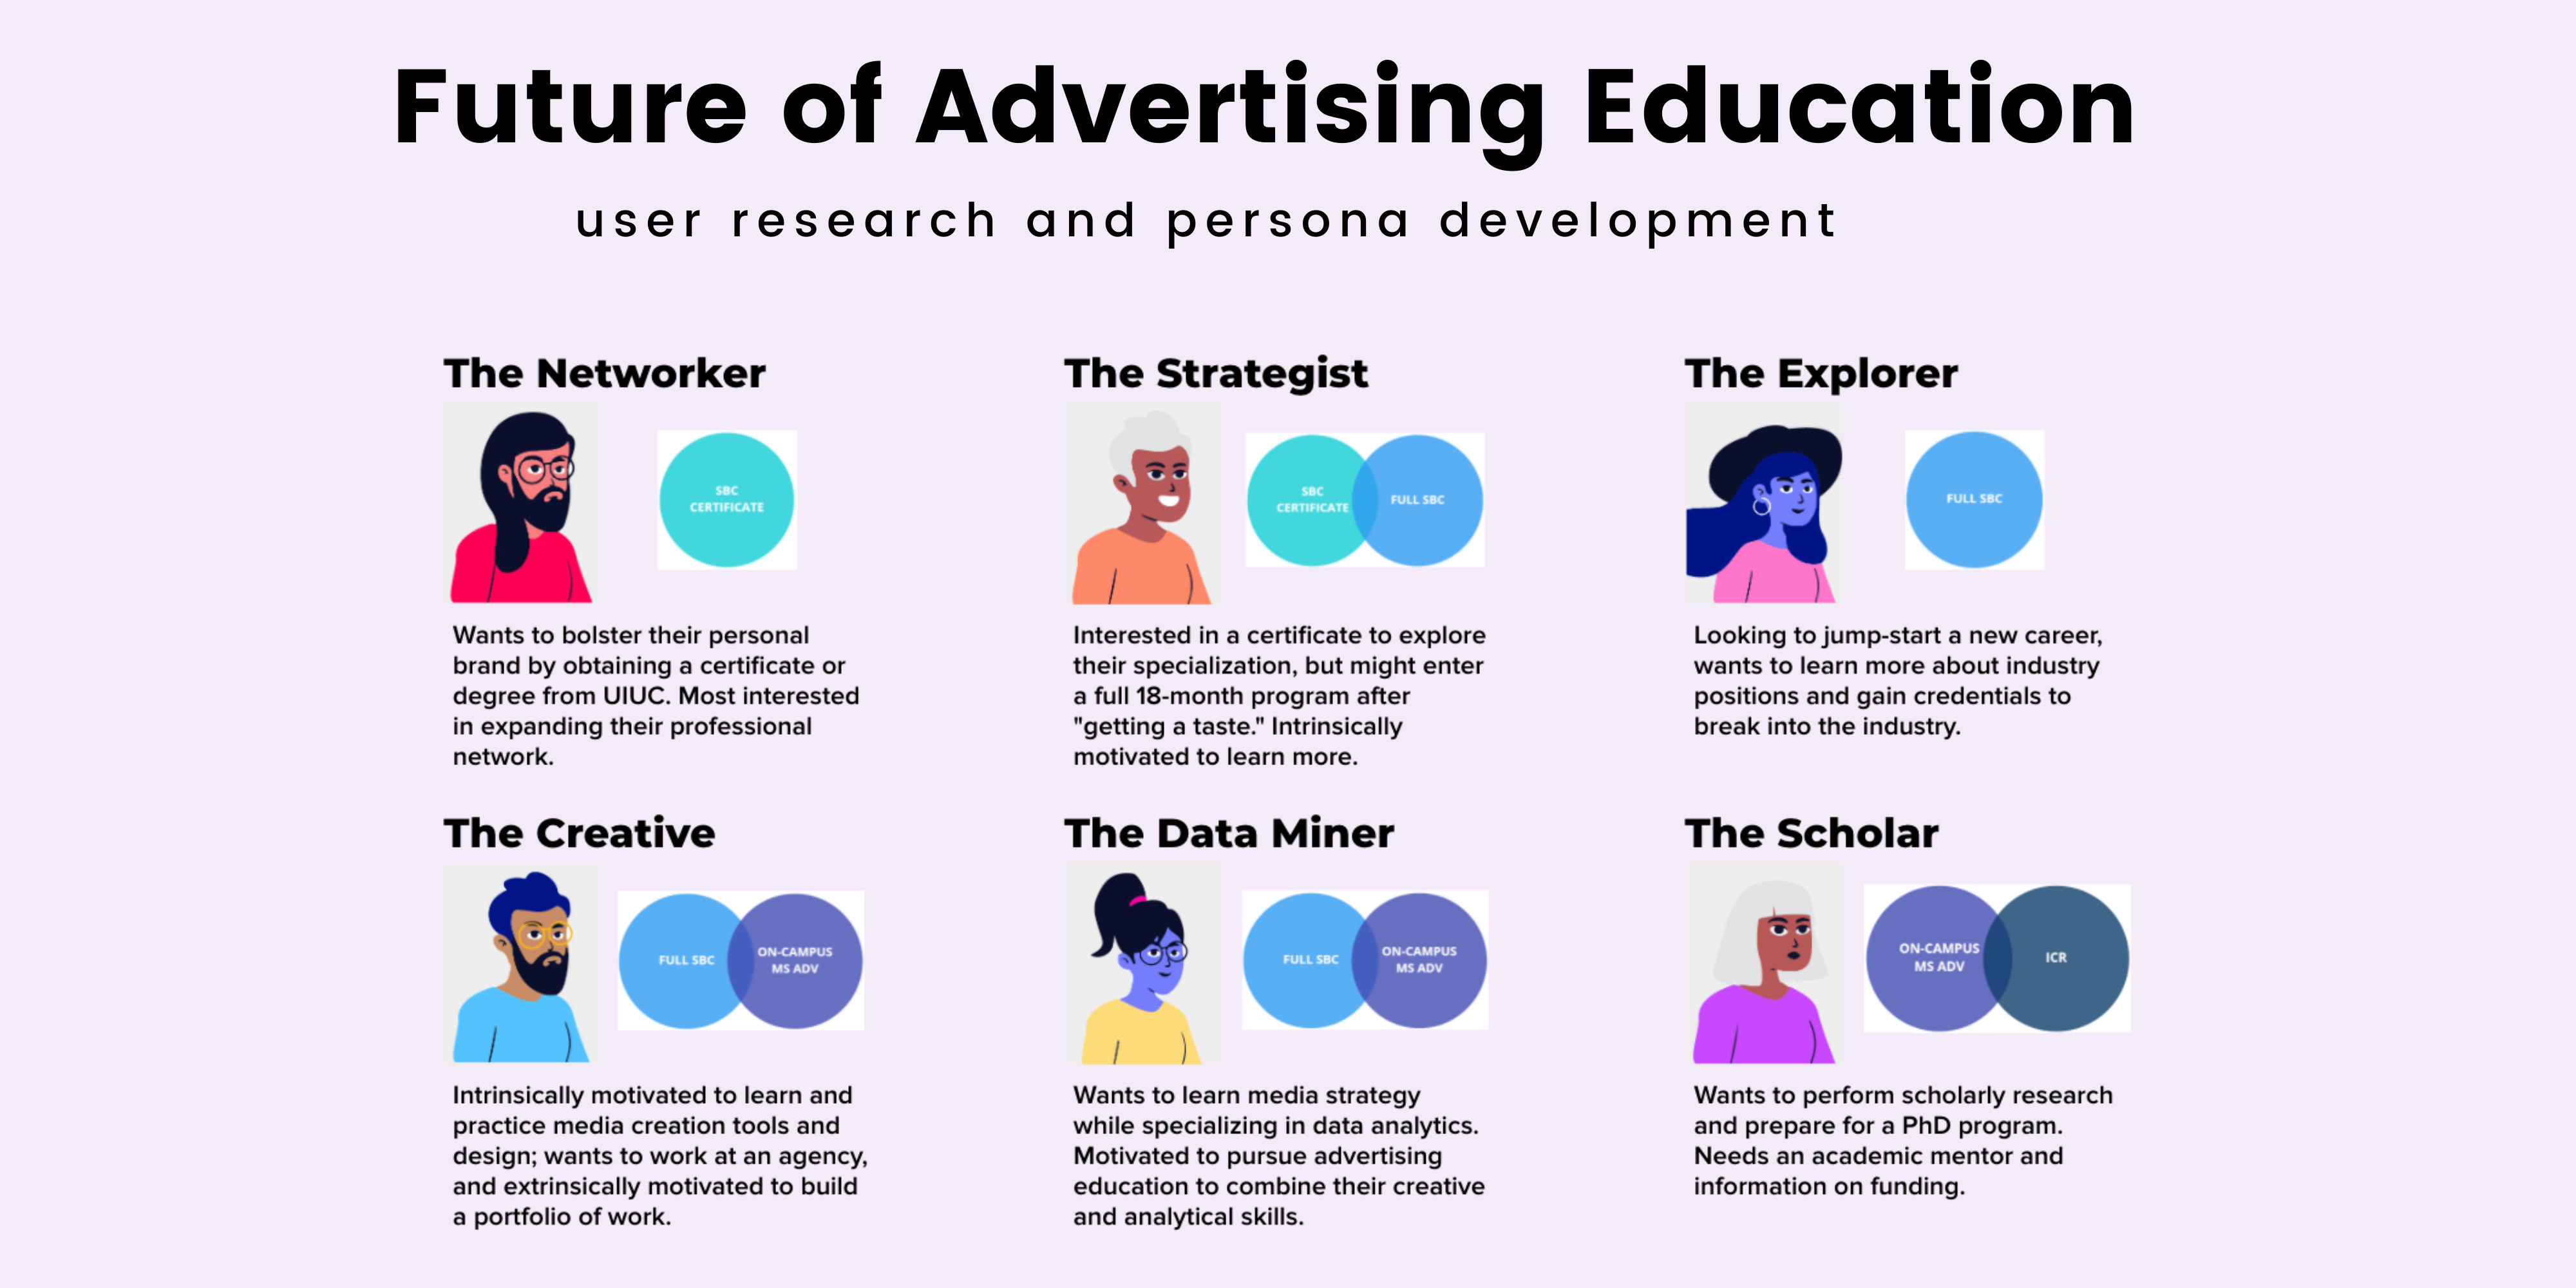 Future of Advertising Education
user research and persona development
The Networker
SBC
CERTIFICATE
Wants to bolster their personal
brand by obtaining a certificate or
degree from UIUC. Most interested
in expanding their professional
network.
The Strategist
SBC
CERTIFICATE
FULL SBC
Interested in a certificate to explore
their specialization, but might enter
a full 18-month program after
"getting a taste." Intrinsically
motivated to learn more.
The Explorer
FULL SBC
Looking to jump-start a new career,
wants to learn more about industry
positions and gain credentials to
break into the industry.
The Creative
FULL SBC
ON-CAMPUS
MS ADV
Intrinsically motivated to learn and
practice media creation tools and
design; wants to work at an agency,
and extrinsically motivated to build
a portfolio of work.
The Data Miner
FULL SBC
ON-CAMPUS
MS ADV
Wants to learn media strategy
while specializing in data analytics.
Motivated to pursue advertising
education to combine their creative
and analytical skills.
The Scholar
ON-CAMPUS
MS ADV
ICR
Wants to perform scholarly research
and prepare for a PhD program.
Needs an academic mentor and
information on funding.